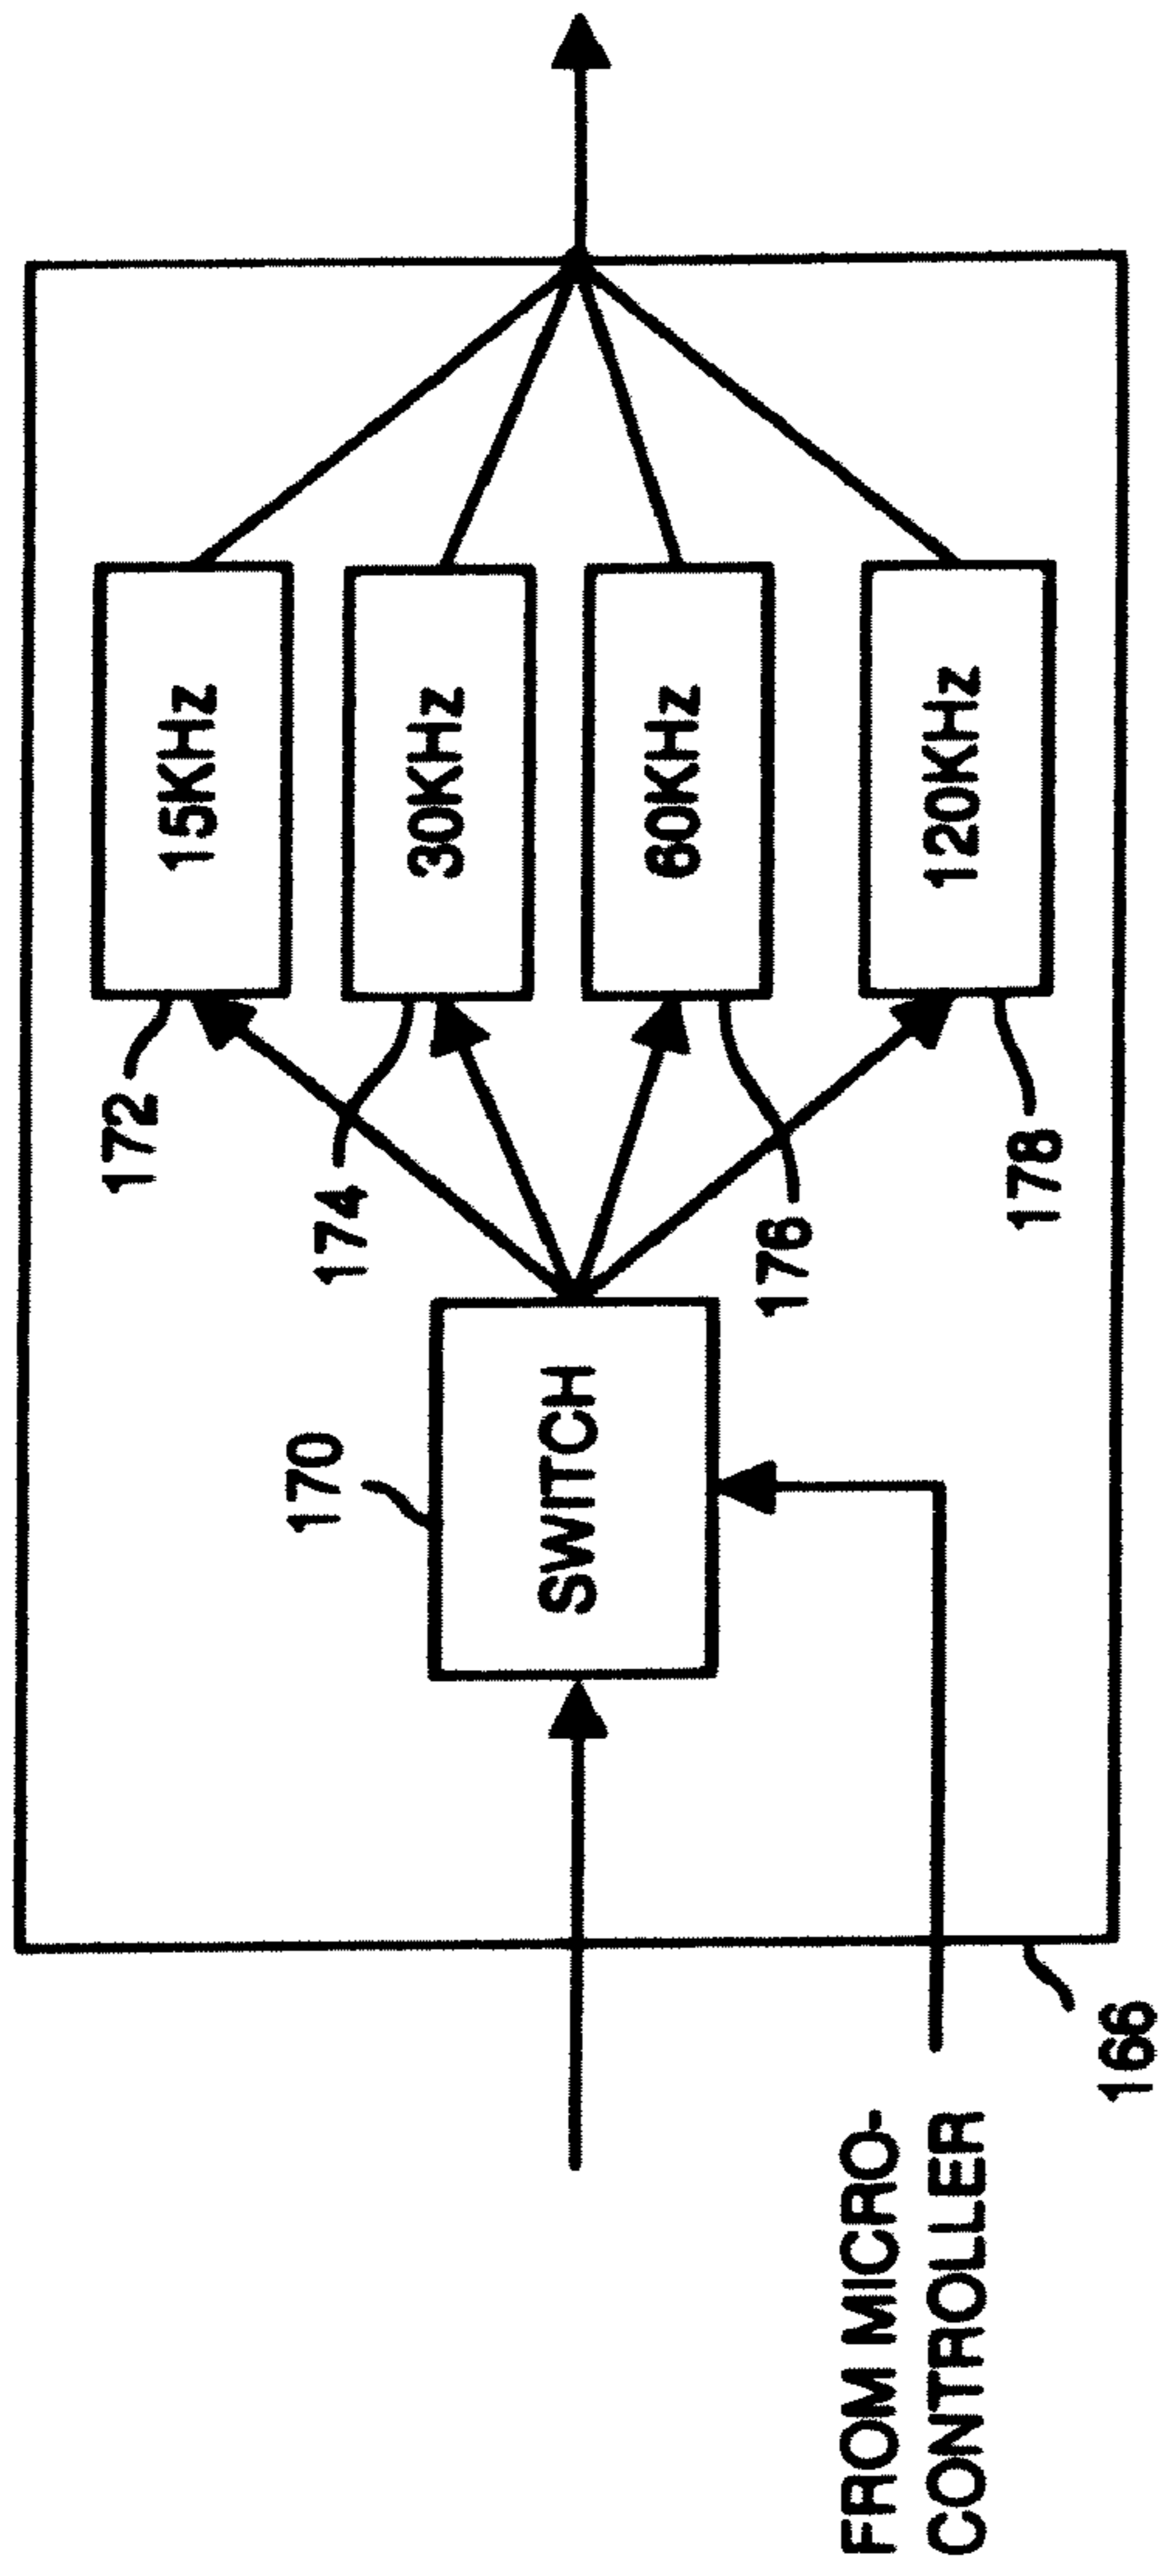 15KHz
30KHz
60KHz
120KHz
172
174
176
178
170
SWITCH
166
FROM MICRO-
CONTROLLER